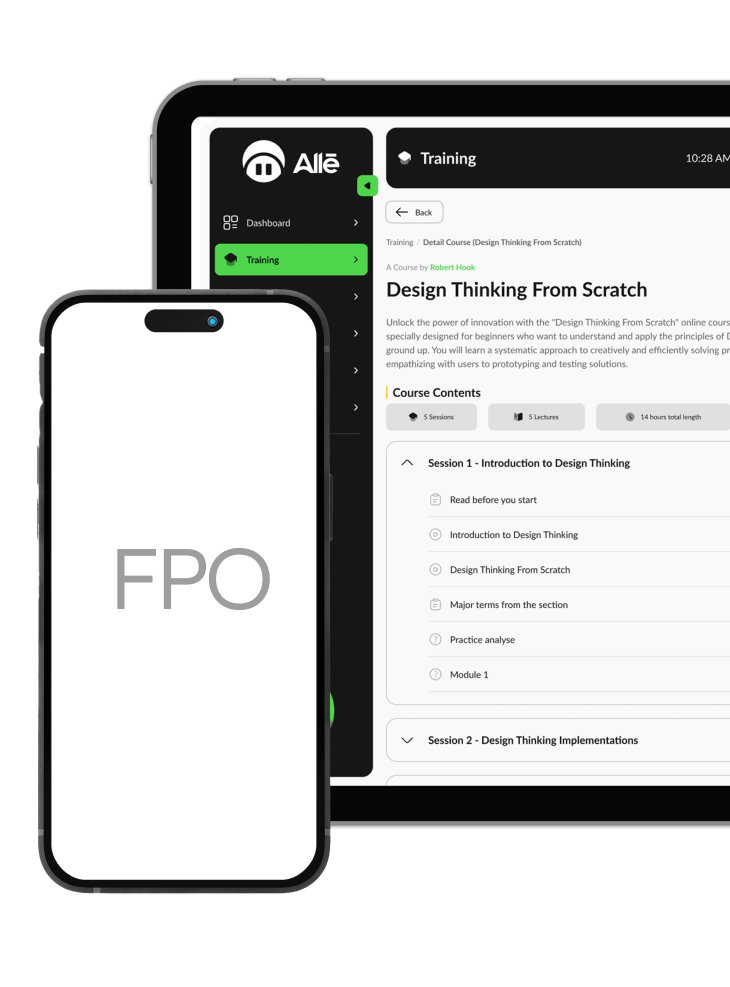 Allē
Dashboard
Training
FPO
Training
10:28 AM
Back
Training / Detail Course (Design Thinking From Scratch)
A Course by Robert Hook
Design Thinking From Scratch
Unlock the power of innovation with the "Design Thinking From Scratch" online cours
specially designed for beginners who want to understand and apply the principles of D
ground up. You will learn a systematic approach to creatively and efficiently solving pr
empathizing with users to prototyping and testing solutions.
Course Contents
5 Sessions
5 Lectures
14 hours total length
Session 1 - Introduction to Design Thinking
Read before you start
Introduction to Design Thinking
Design Thinking From Scratch
Major terms from the section
Practice analyse
Module 1
Session 2 - Design Thinking Implementations